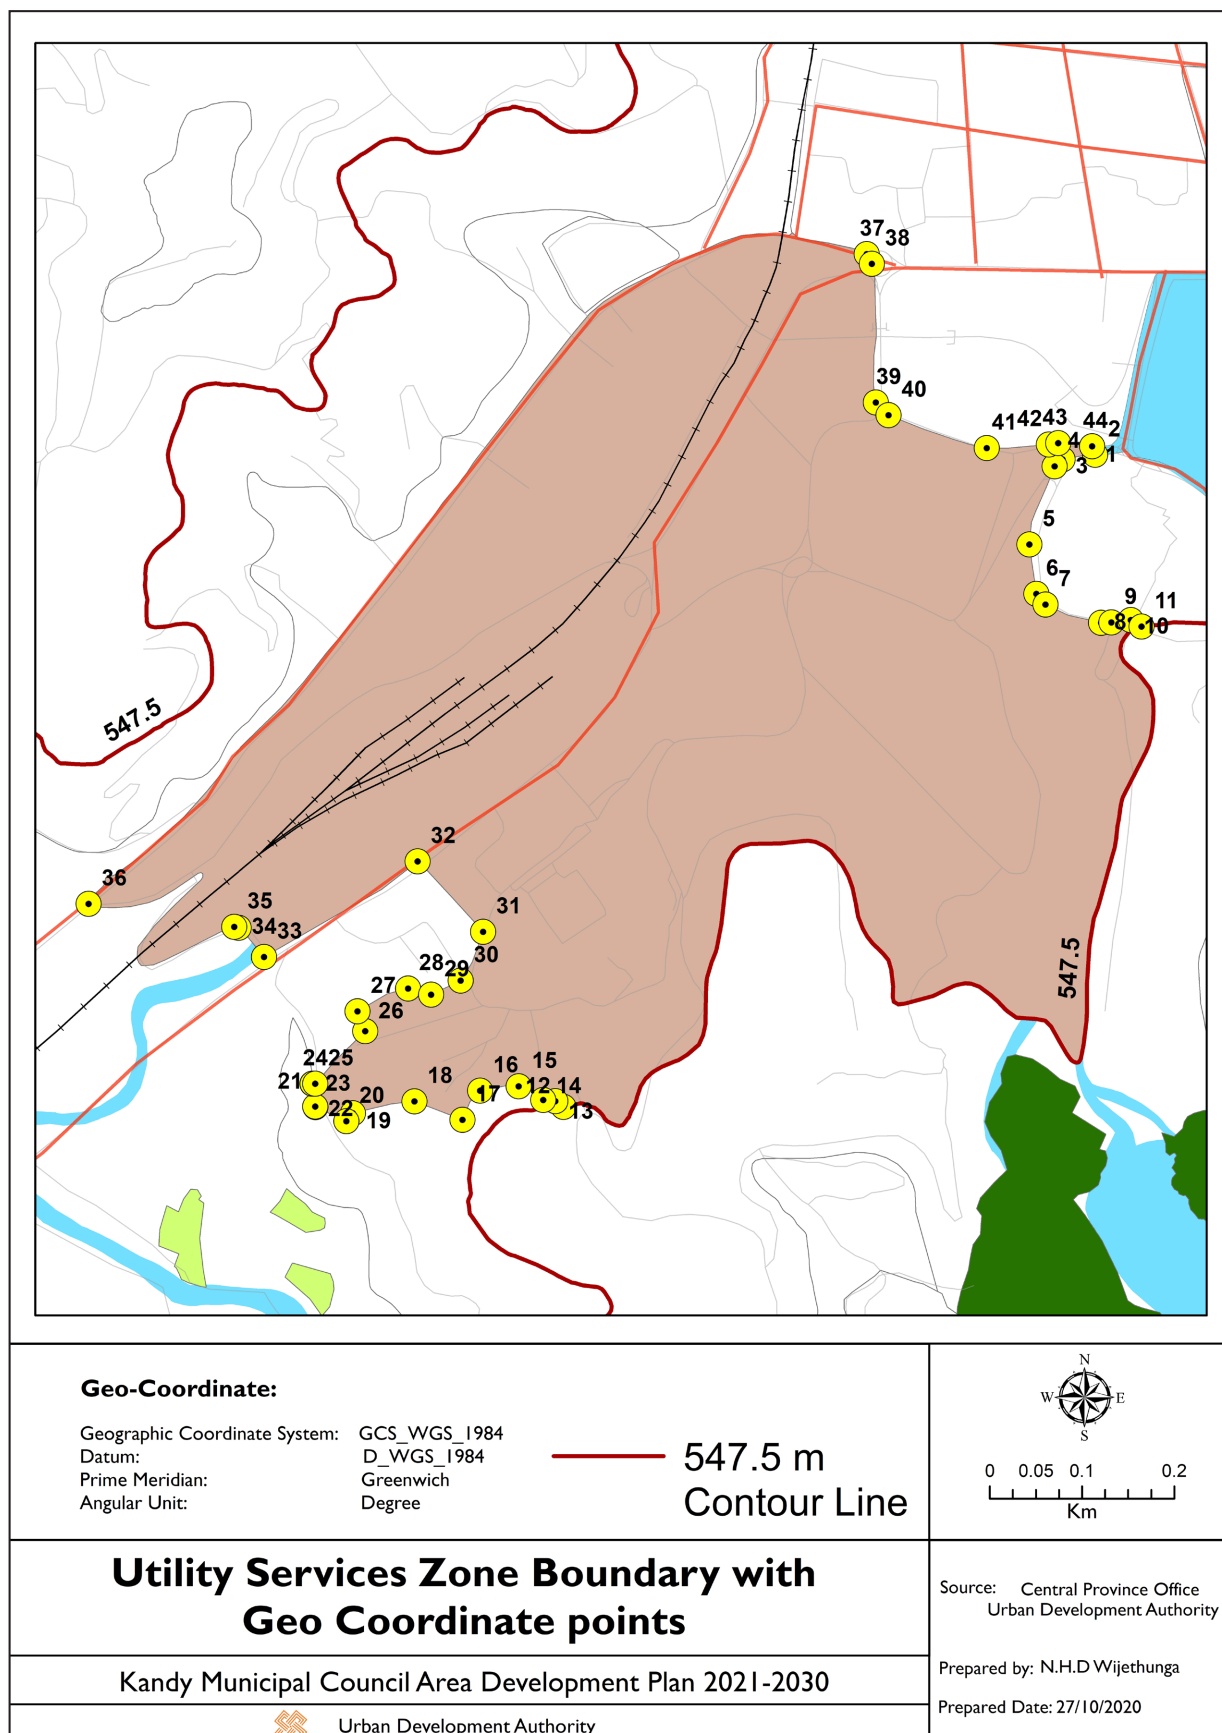 37 38
39 40
41 42 43 44 2
4 1
3
5
6 7
9 11
8 10
547.5
32
36
35 31
34 33 30
28 29
27
26
547.5
24 25
21 23
18 16 15
17 12 14
20 22 13
19
Geo-Coordinate:
Geographic Coordinate System: GCS_WGS_1984
Datum: D_WGS_1984
Prime Meridian: Greenwich
Angular Unit: Degree
547.5 m
Contour Line
N
W E
S
0 0.05 0.1 0.2
Km
Utility Services Zone Boundary with
Geo Coordinate points
Kandy Municipal Council Area Development Plan 2021-2030
Urban Development Authority
Source: Central Province Office
Urban Development Authority
Prepared by: N.H.D Wijethunga
Prepared Date: 27/10/2020